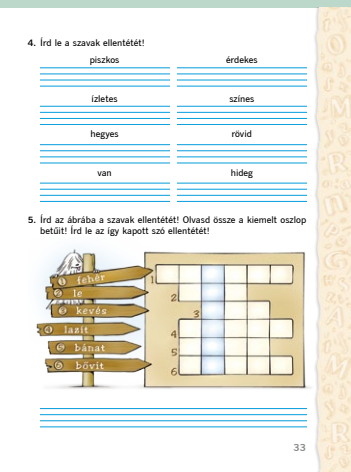 4. Írd le a szavak ellentétét!
piszkos érdekes
ízletes színes
hegyes rövid
van hideg
5. Írd az ábrába a szavak ellentétét! Olvasd össze a kiemelt oszlop
betűit! Írd le az így kapott szó ellentétét!
1 fehér
2 le
3 kevés
4 lazít
5 bánat
6 bővít
1
2
3
4
5
6
33